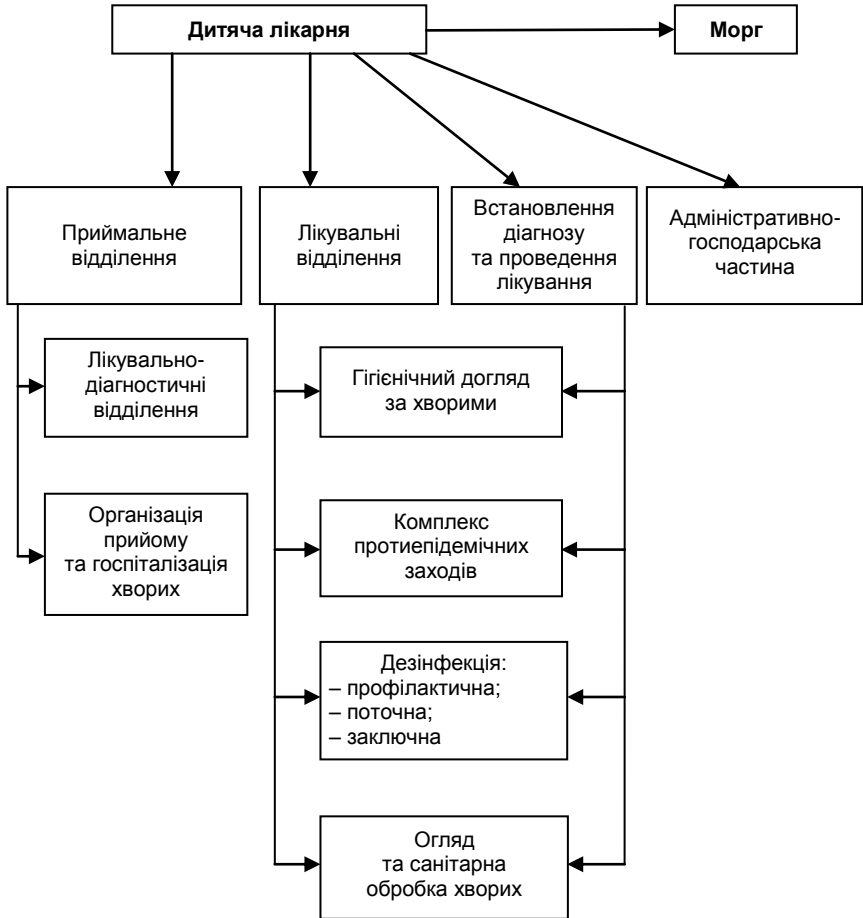 Дитяча лікарня
Морг
Приймальне
відділення
Лікувальні
відділення
Встановлення
діагнозу
та проведення
лікування
Адміністративно-
господарська
частина
Лікувально-
діагностичні
відділення
Гігієнічний догляд
за хворими
Організація
прийому
та госпіталізація
хворих
Комплекс
протиепідемічних
заходів
Дезінфекція:
– профілактична;
– поточна;
– заключна
Огляд
та санітарна
обробка хворих